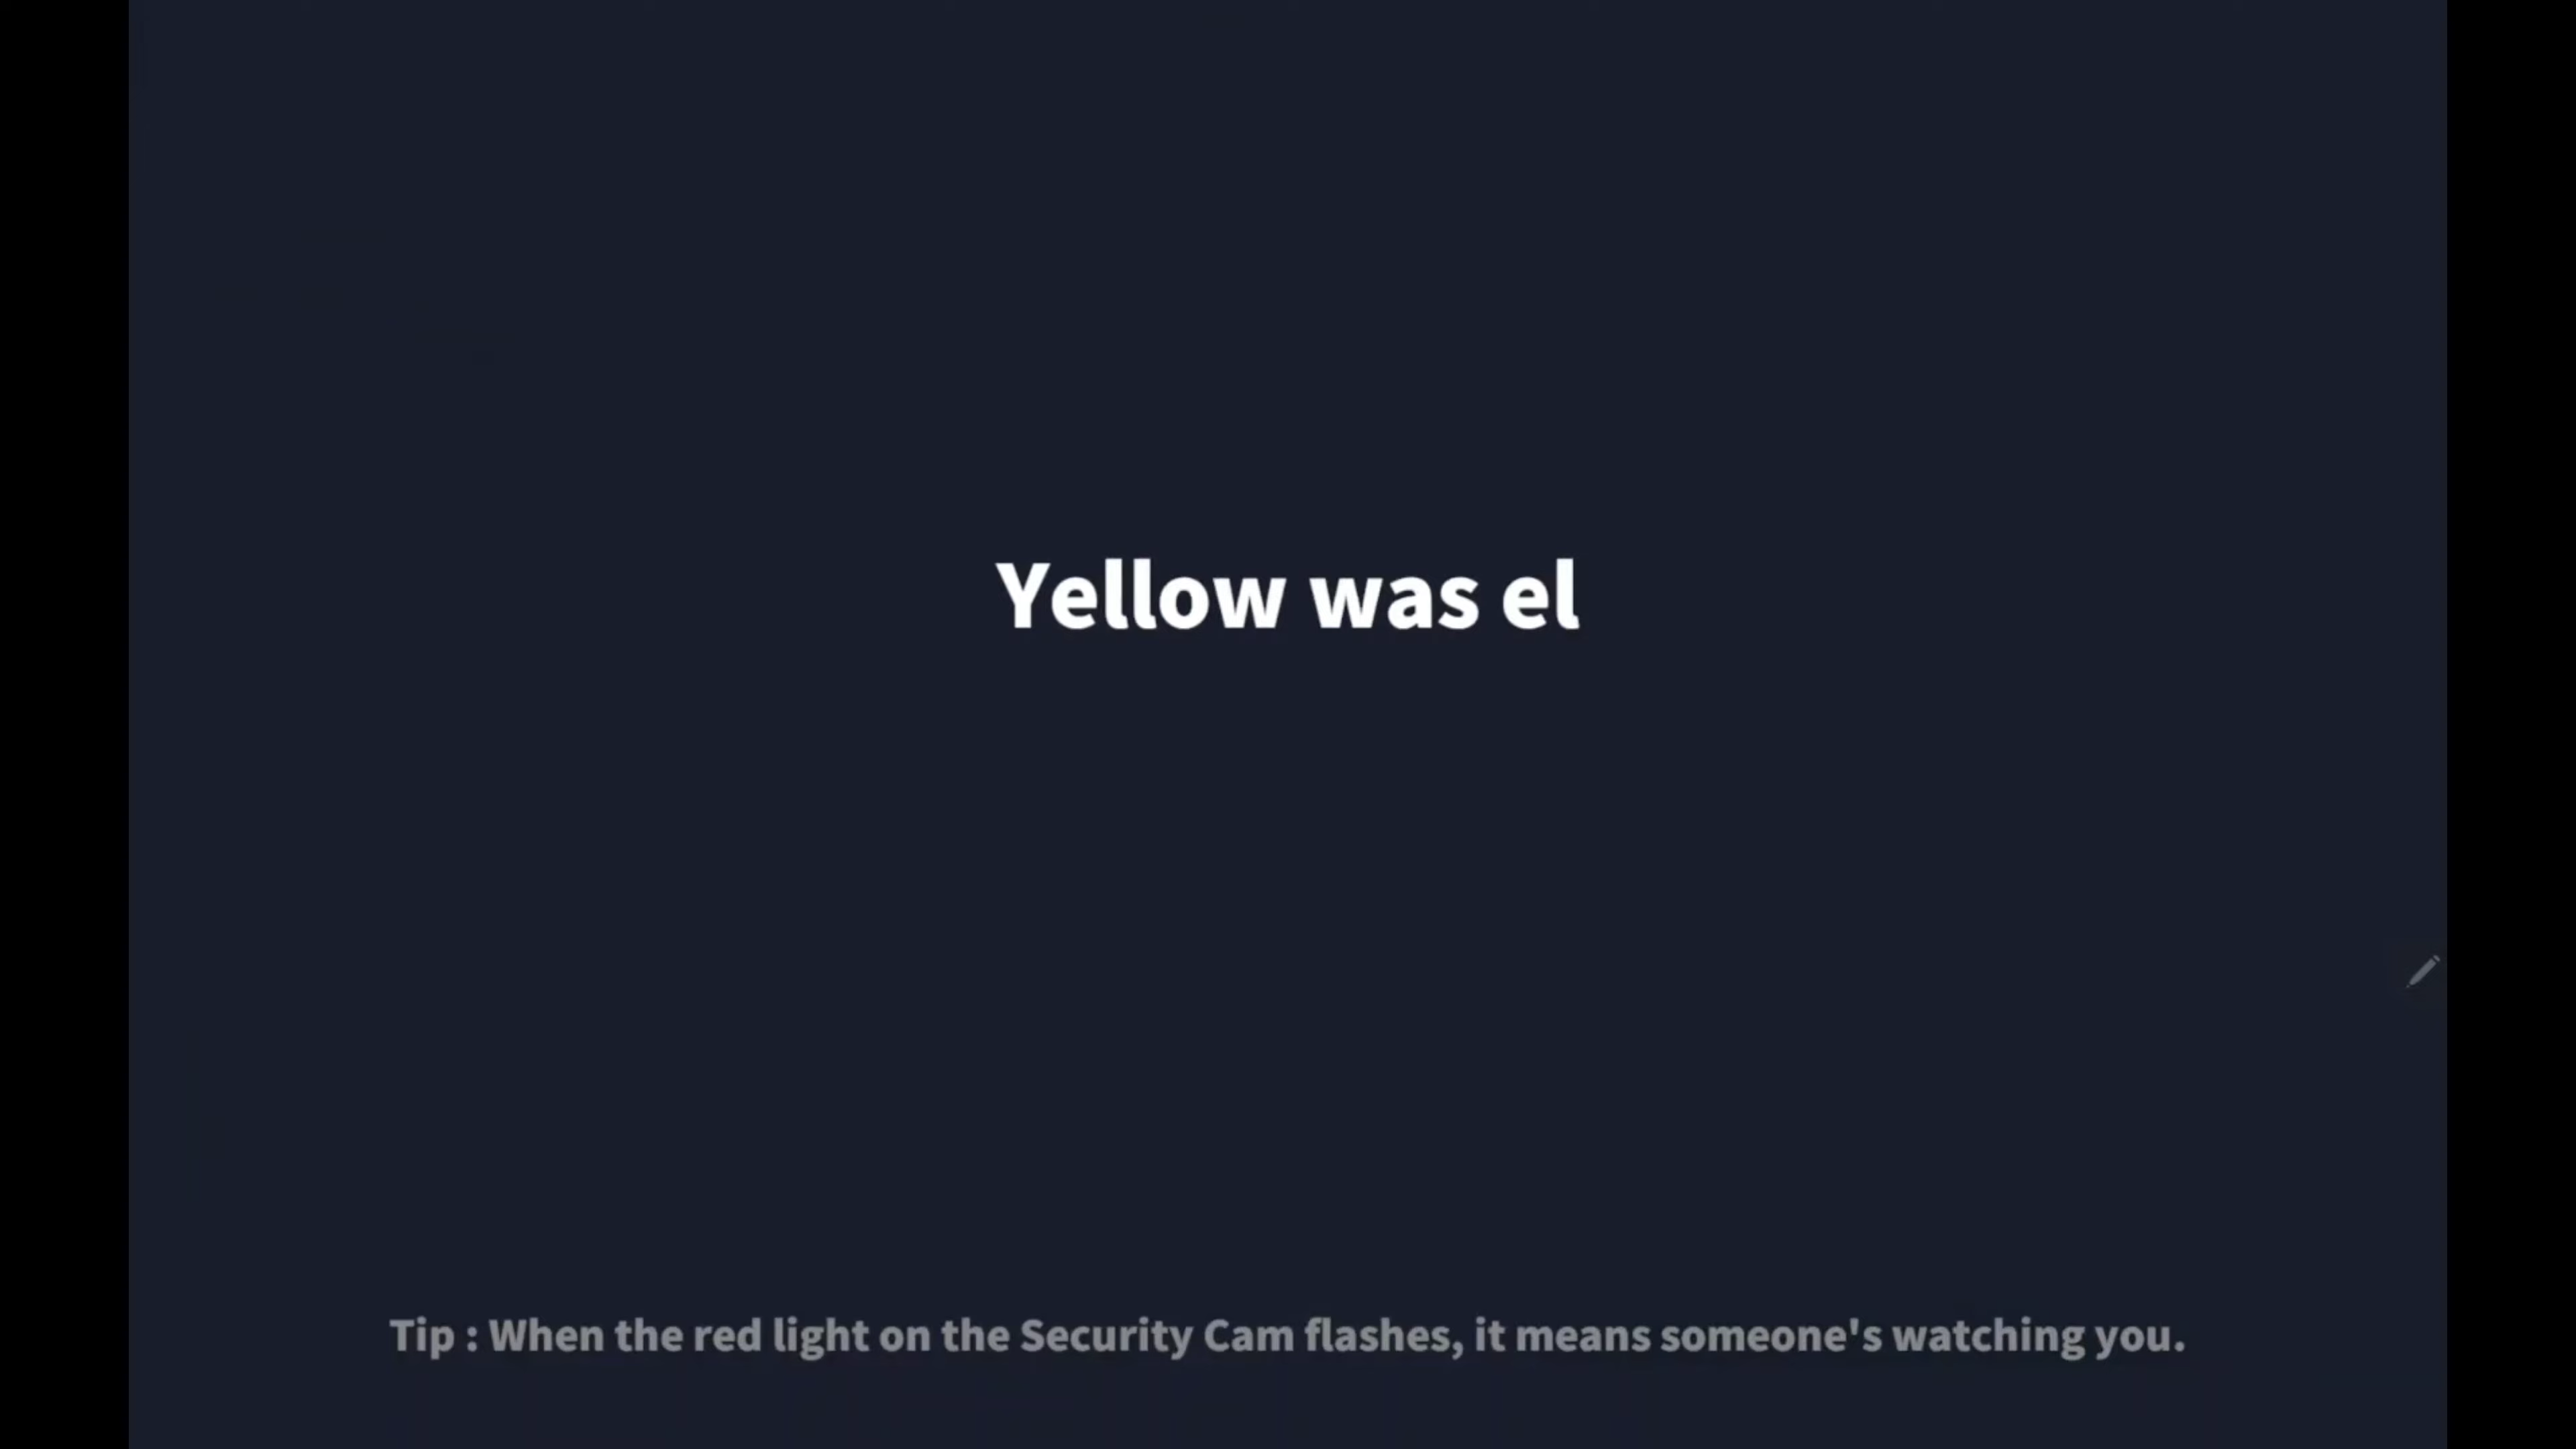 Yellow was el
Tip : When the red light on the Security Cam flashes, it means someone's watching you.